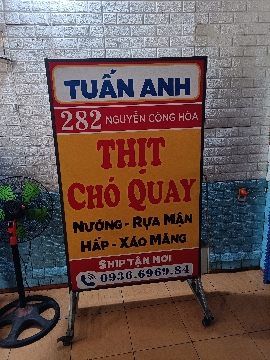 TUẤN ANH
282 NGUYỄN CÔNG HÒA
THỊT
CHÓ QUAY
NƯỚNG - RỰA MẬN
HẤP - XÁO MĂNG
SHIP TẬN NƠI
0936.6969.84